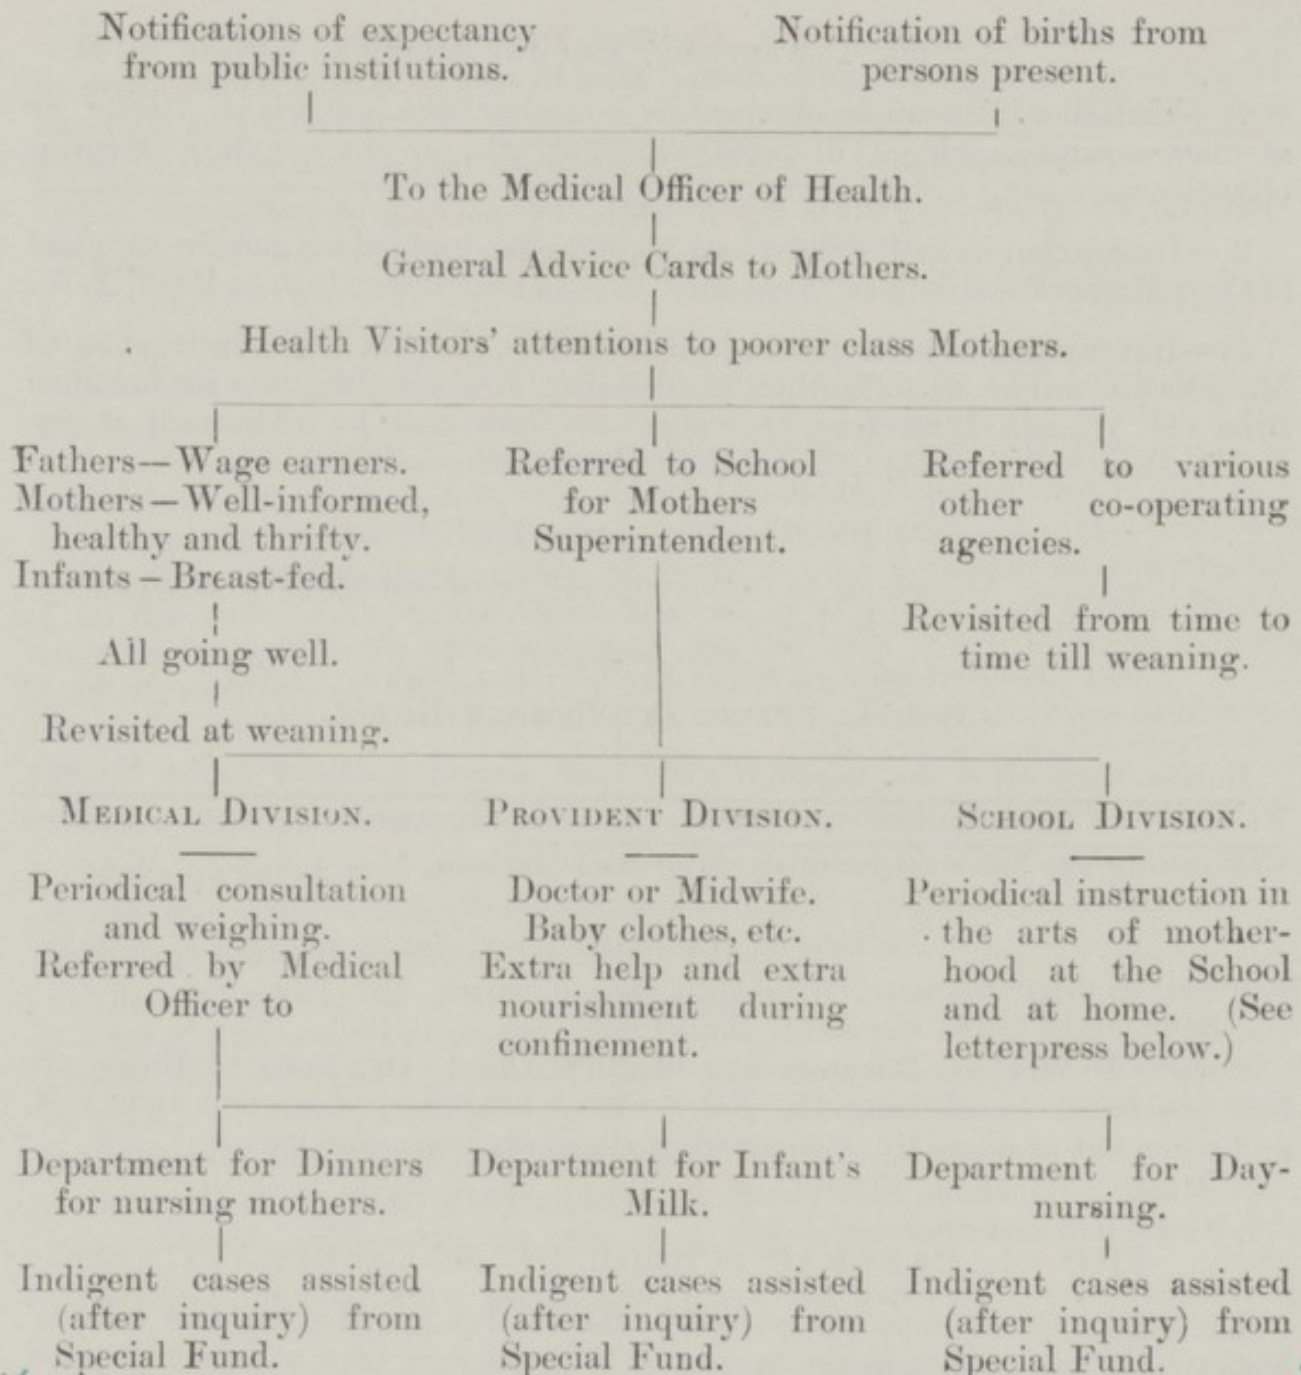 Notifications of expectancy
from public institutions.
Notification of births from
persons present.
To the Medical Officer of Health.
General Advice Cards to Mothers.
Health Visitors' attentions to poorer class Mothers.
Fathers—Wage earners.
Mothers—Well-informed,
healthy and thrifty.
Infants—Breast-fed.
All going well.
Revisited at weaning.
Referred to School
for Mothers
Superintendent.
Referred to various
other co-operating
agencies.
Revisited from time to
time till weaning.
MEDICAL DIVISION.
Periodical consultation
and weighing.
Referred by Medical
Officer to
PROVIDENT DIVISION.
Doctor or Midwife.
Baby clothes, etc.
Extra help and extra
nourishment during
confinement.
SCHOOL DIVISION.
Periodical instruction in
the arts of mother-
hood at the School
and at home. (See
letterpress below.)
Department for Dinners
for nursing mothers.
Indigent cases assisted
(after inquiry) from
Special Fund.
Department for Infant's
Milk.
Indigent cases assisted
(after inquiry) from
Special Fund.
Department for Day-
nursing.
Indigent cases assisted
(after inquiry) from
Special Fund.